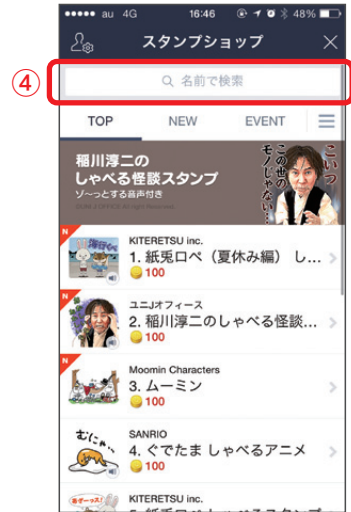 ●●●●● au 4G 16:46 48%
スタンプショップ
④
名前で検索
TOP NEW EVENT
稲川淳二の
しゃべる怪談スタンプ
ゾ〜っとする音声付き
こいつ
この世の
モノじゃない…
N
KITERETSU inc.
1. 紙兎ロペ（夏休み編） し...
100
N
ユニJオフィース
2. 稲川淳二のしゃべる怪談...
100
N
Moomin Characters
3. ムーミン
100
むにゃ…
SANRIO
4. ぐでたま しゃべるアニメ
100
KITERETSU inc.